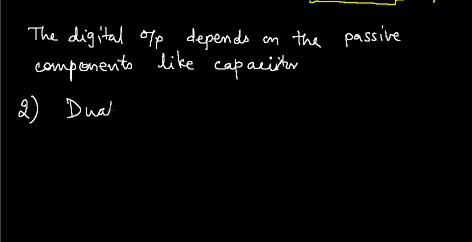 The digital o/p depends on the passive
components like capacitor
2) Dual